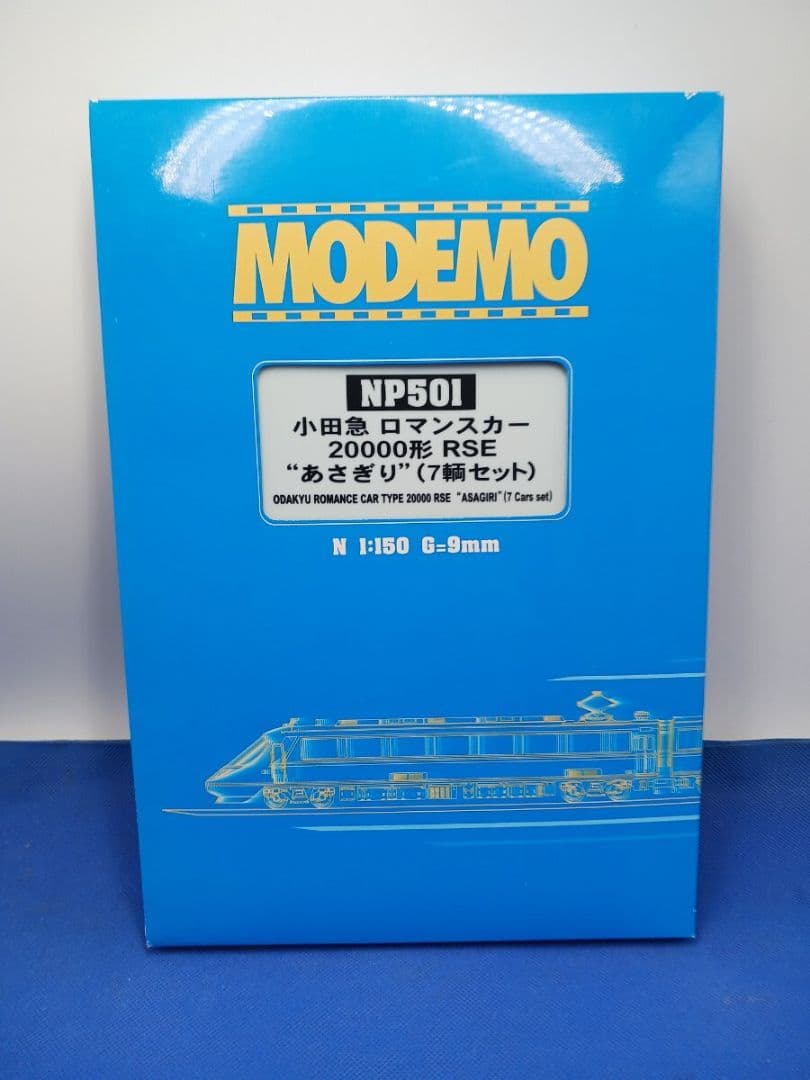 MODEMO
NP501
小田急 ロマンスカー
20000形 RSE
“あさぎり”(7輌セット)
ODAKYU ROMANCE CAR TYPE 20000 RSE “ASAGIRI” (7 Cars set)
N 1:150 G=9mm